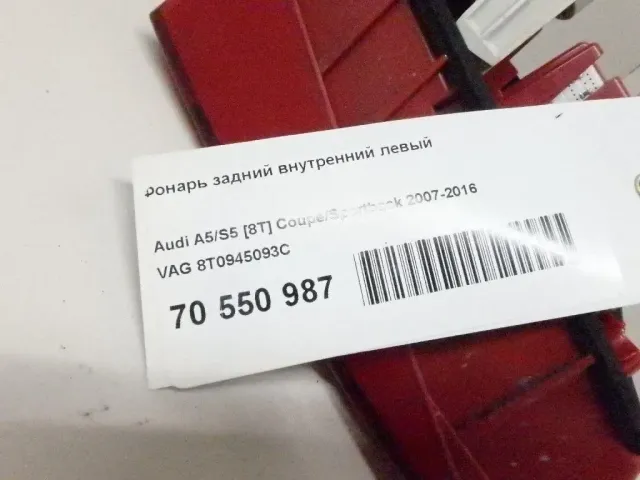 Фонарь задний внутренний левый
Audi A5/S5 [8T] Coupe/Sportback 2007-2016
VAG 8T0945093C
70 550 987